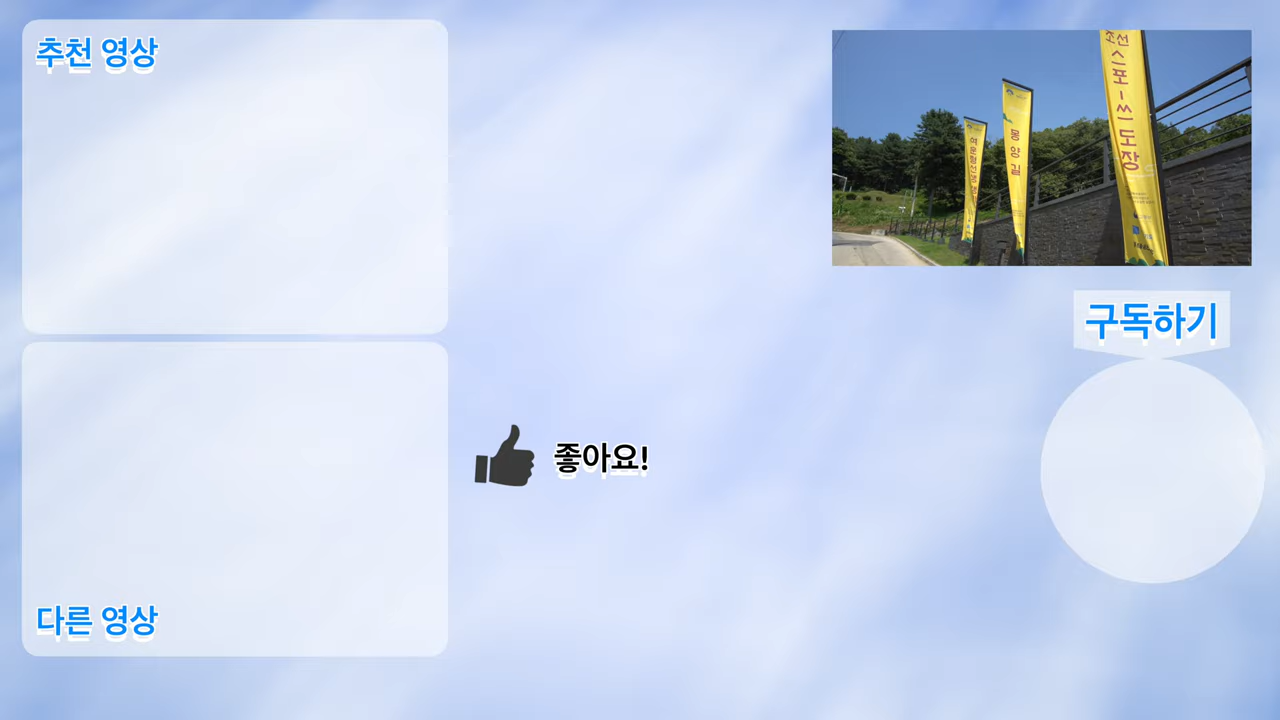 추천 영상
조선 스포-쓰 도장
몽양길
구독하기
좋아요!
다른 영상